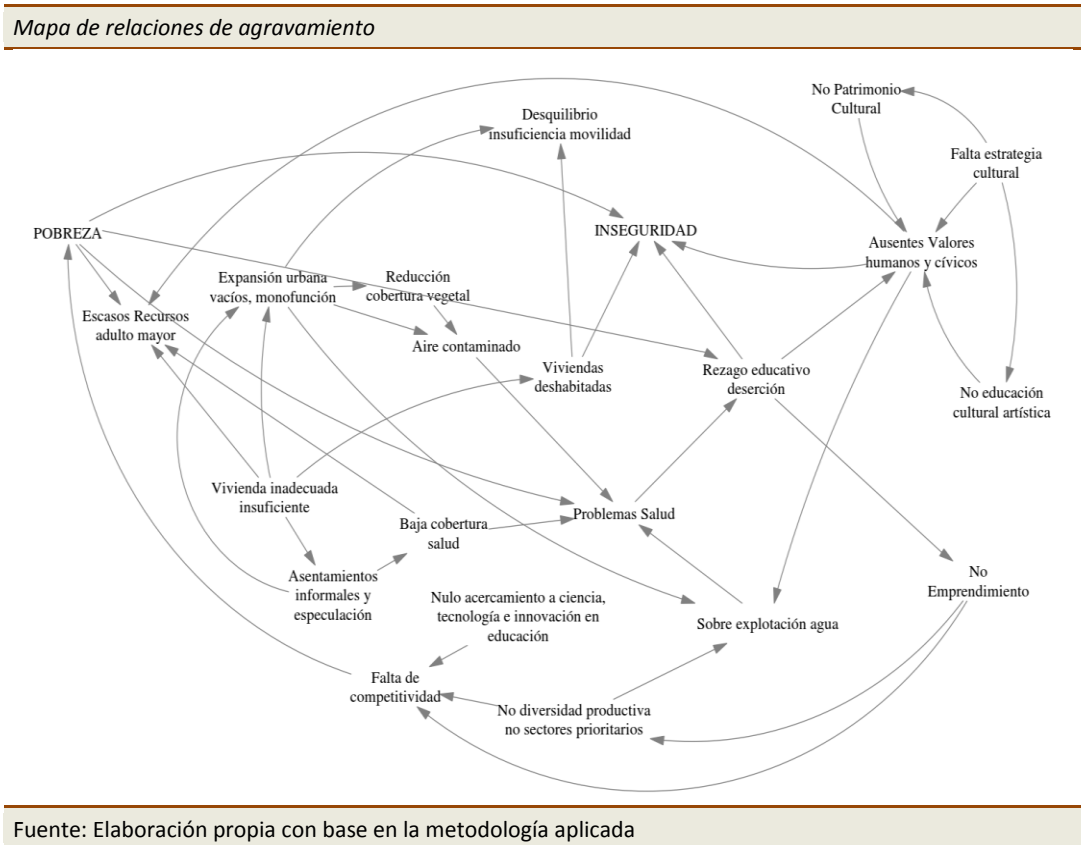 Mapa de relaciones de agravamiento
No Patrimonio
Cultural
Desquilibrio
insuficiencia movilidad
Falta estrategia
cultural
POBREZA
INSEGURIDAD
Ausentes Valores
humanos y cívicos
Expansión urbana
vacíos, monofunción
Reducción
cobertura vegetal
Escasos Recursos
adulto mayor
Aire contaminado
Viviendas
deshabitadas
Rezago educativo
deserción
No educación
cultural artística
Vivienda inadecuada
insuficiente
Baja cobertura
salud
Problemas Salud
Asentamientos
informales y
especulación
Nulo acercamiento a ciencia,
tecnología e innovación en
educación
No
Emprendimiento
Sobre explotación agua
Falta de
competitividad
No diversidad productiva
no sectores prioritarios
Fuente: Elaboración propia con base en la metodología aplicada